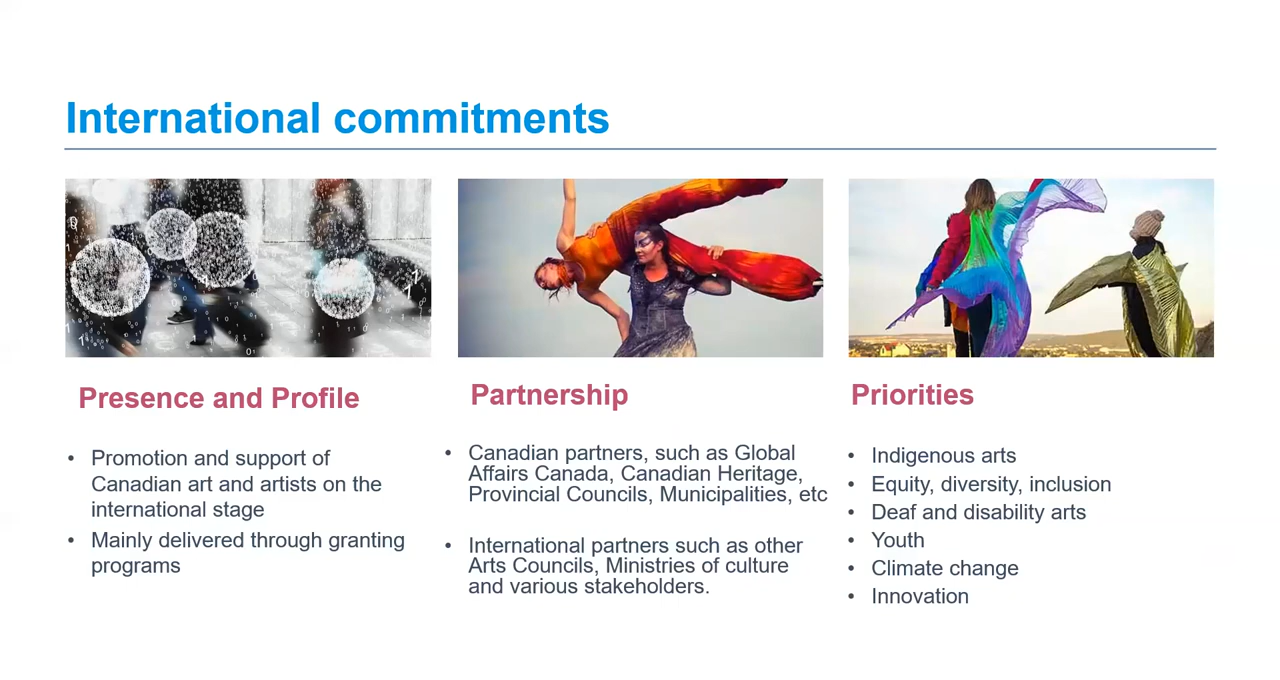 International commitments
Presence and Profile
• Promotion and support of
Canadian art and artists on the
international stage
• Mainly delivered through granting
programs
Partnership
• Canadian partners, such as Global
Affairs Canada, Canadian Heritage,
Provincial Councils, Municipalities, etc
• International partners such as other
Arts Councils, Ministries of culture
and various stakeholders.
Priorities
• Indigenous arts
• Equity, diversity, inclusion
• Deaf and disability arts
• Youth
• Climate change
• Innovation